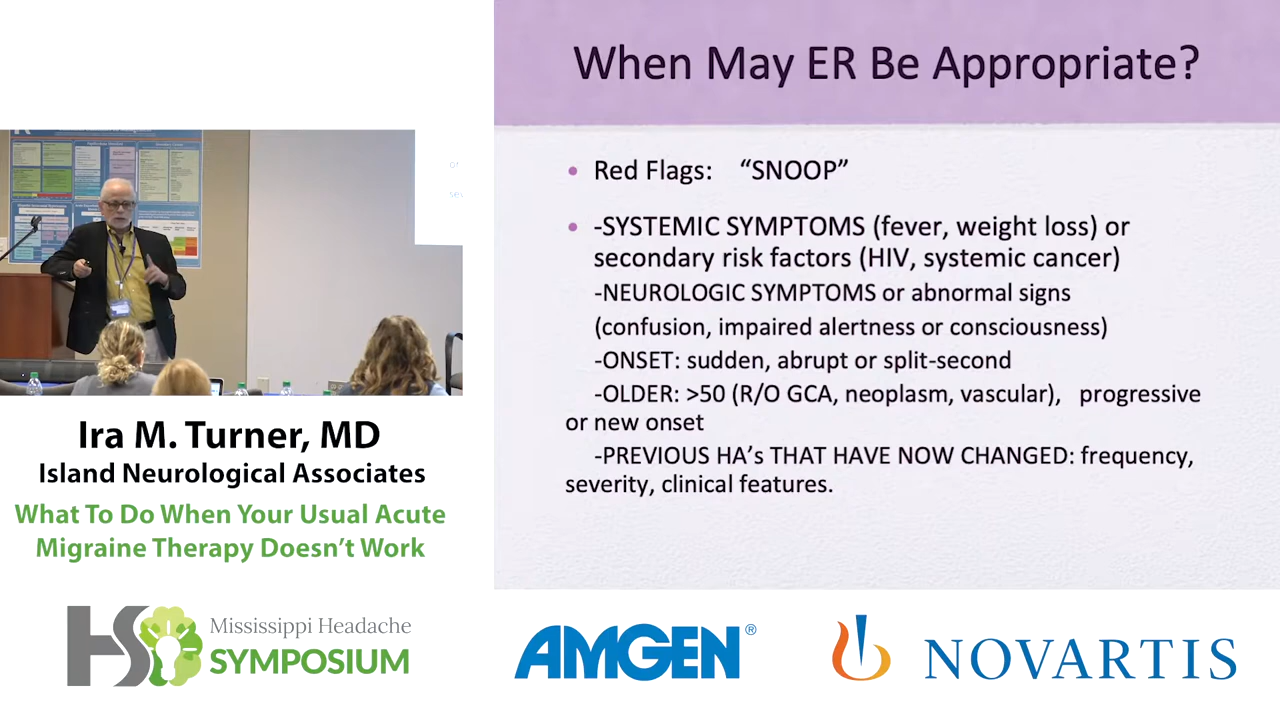 When May ER Be Appropriate?
• Red Flags: “SNOOP”
• -SYSTEMIC SYMPTOMS (fever, weight loss) or
secondary risk factors (HIV, systemic cancer)
-NEUROLOGIC SYMPTOMS or abnormal signs
(confusion, impaired alertness or consciousness)
-ONSET: sudden, abrupt or split-second
-OLDER: >50 (R/O GCA, neoplasm, vascular), progressive
or new onset
-PREVIOUS HA’s THAT HAVE NOW CHANGED: frequency,
severity, clinical features.
Ira M. Turner, MD
Island Neurological Associates
What To Do When Your Usual Acute
Migraine Therapy Doesn’t Work
HS
Mississippi Headache
SYMPOSIUM
AMGEN®
NOVARTIS